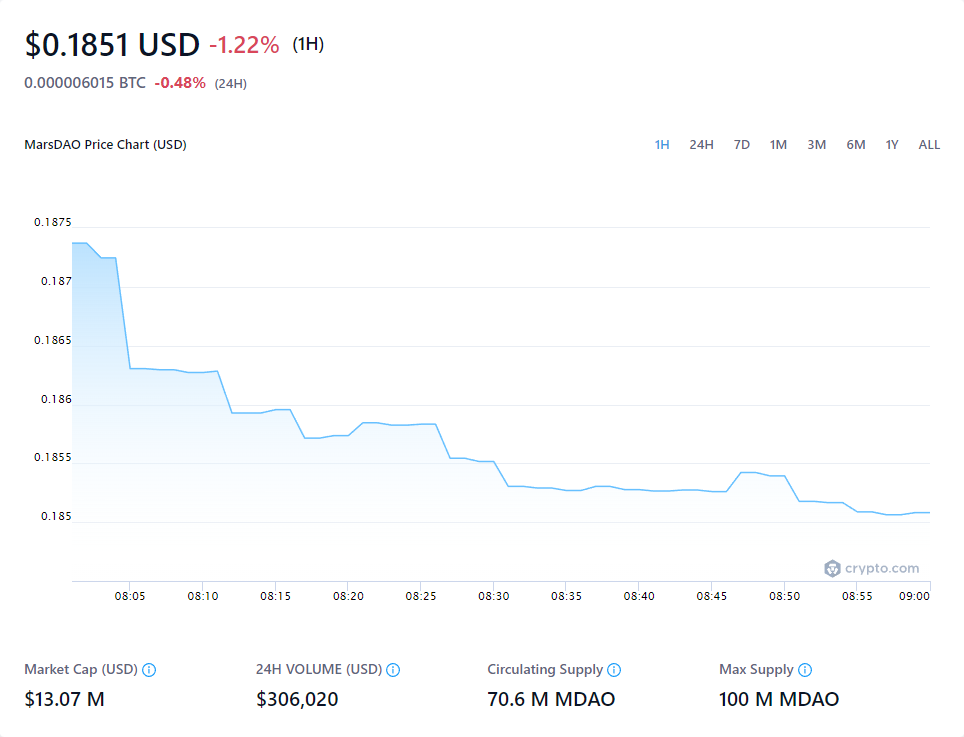 $0.1851 USD -1.22% (1H)
0.000006015 BTC -0.48% (24H)
MarsDAO Price Chart (USD)
1H 24H 7D 1M 3M 6M 1Y ALL
0.1875
0.187
0.1865
0.186
0.1855
0.185
crypto.com
08:05 08:10 08:15 08:20 08:25 08:30 08:35 08:40 08:45 08:50 08:55 09:00
Market Cap (USD) 24H VOLUME (USD) Circulating Supply Max Supply
$13.07 M $306,020 70.6 M MDAO 100 M MDAO